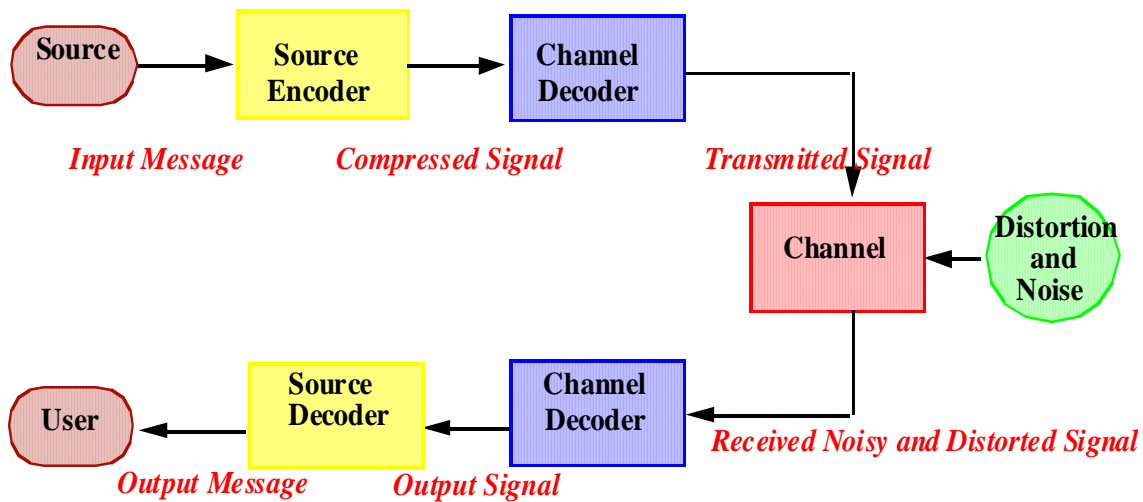 Source
Source
Encoder
Channel
Decoder
Input Message
Compressed Signal
Transmitted Signal
Channel
Distortion
and
Noise
User
Source
Decoder
Channel
Decoder
Output Message
Output Signal
Received Noisy and Distorted Signal